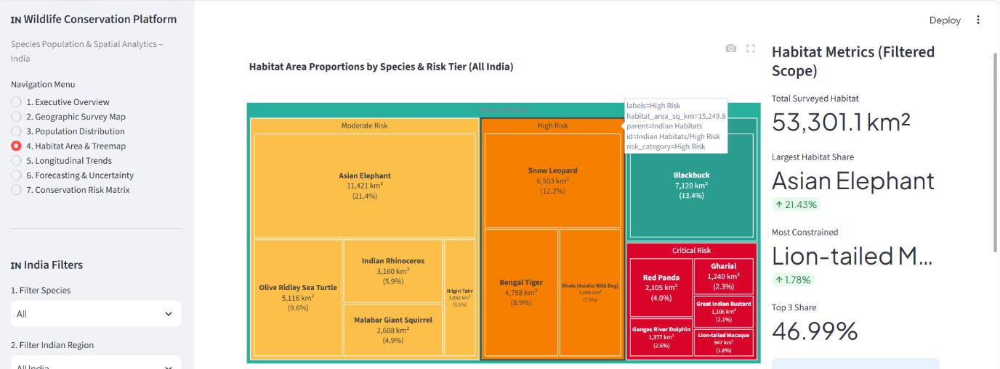 IN Wildlife Conservation Platform
Species Population & Spatial Analytics –
India
Navigation Menu
1. Executive Overview
2. Geographic Survey Map
3. Population Distribution
4. Habitat Area & Treemap
5. Longitudinal Trends
6. Forecasting & Uncertainty
7. Conservation Risk Matrix
IN India Filters
1. Filter Species
All
2. Filter Indian Region
All India
Deploy
Habitat Area Proportions by Species & Risk Tier (All India)
Moderate Risk
Asian Elephant
11,421 km²
(21.4%)
Olive Ridley Sea Turtle
5,116 km²
(9.6%)
Indian Rhinoceros
3,160 km²
(5.9%)
Malabar Giant Squirrel
2,608 km²
(4.9%)
Nilgiri Tahr
1,852 km²
(3.5%)
High Risk
Snow Leopard
6,503 km²
(12.2%)
Bengal Tiger
4,758 km²
(8.9%)
Dhole (Asiatic Wild Dog)
(7.5%)
labels=High Risk
habitat_area_sq_km=15,249.8
parent=Indian Habitats
id=Indian Habitats/High Risk
risk_category=High Risk
Blackbuck
7,120 km²
(13.4%)
Critical Risk
Red Panda
2,105 km²
(4.0%)
Ganges River Dolphin
1,377 km²
(2.6%)
Gharial
1,240 km²
(2.3%)
Great Indian Bustard
1,106 km²
(2.1%)
Lion-tailed Macaque
947 km²
(1.8%)
Habitat Metrics (Filtered
Scope)
Total Surveyed Habitat
53,301.1 km²
Largest Habitat Share
Asian Elephant
↑ 21.43%
Most Constrained
Lion-tailed M...
↑ 1.78%
Top 3 Share
46.99%